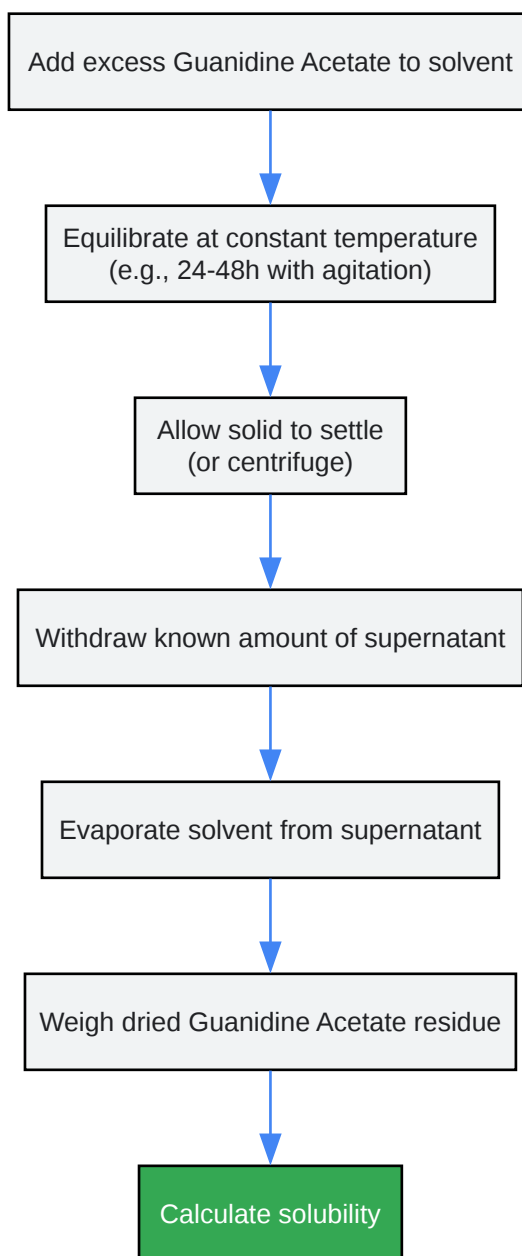 Add excess Guanidine Acetate to solvent
Equilibrate at constant temperature
(e.g., 24-48h with agitation)
Allow solid to settle
(or centrifuge)
Withdraw known amount of supernatant
Evaporate solvent from supernatant
Weigh dried Guanidine Acetate residue
Calculate solubility